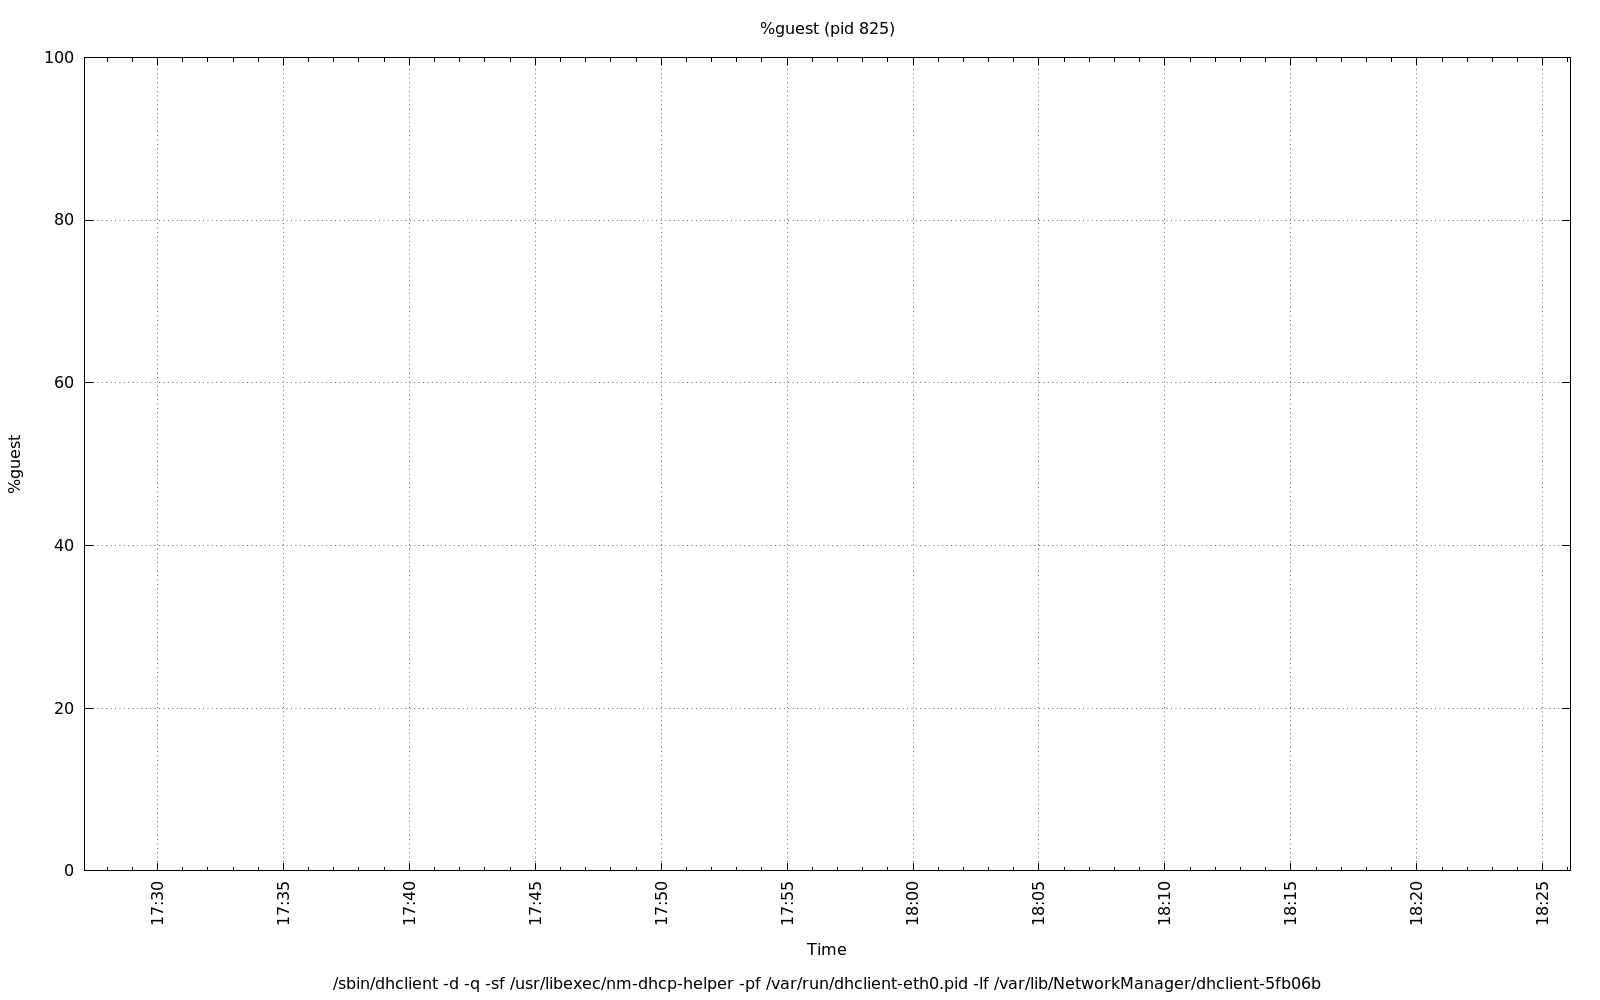 %guest (pid 825)
100
80
60
40
20
0
%guest
17:30 17:35 17:40 17:45 17:50 17:55 18:00 18:05 18:10 18:15 18:20 18:25
Time
/sbin/dhclient -d -q -sf /usr/libexec/nm-dhcp-helper -pf /var/run/dhclient-eth0.pid -lf /var/lib/NetworkManager/dhclient-5fb06b